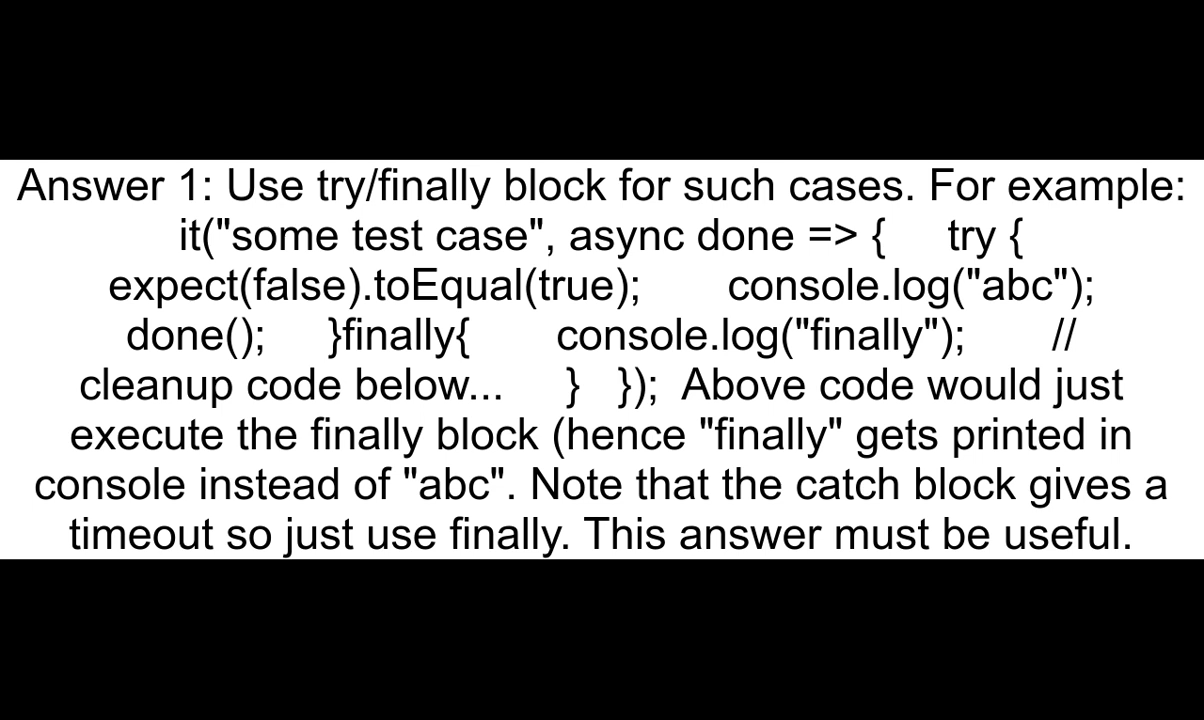 Answer 1: Use try/finally block for such cases. For example:
it("some test case", async done => { try {
expect(false).toEqual(true); console.log("abc");
done(); }finally{ console.log("finally"); //
cleanup code below... } }); Above code would just
execute the finally block (hence "finally" gets printed in
console instead of "abc". Note that the catch block gives a
timeout so just use finally. This answer must be useful.